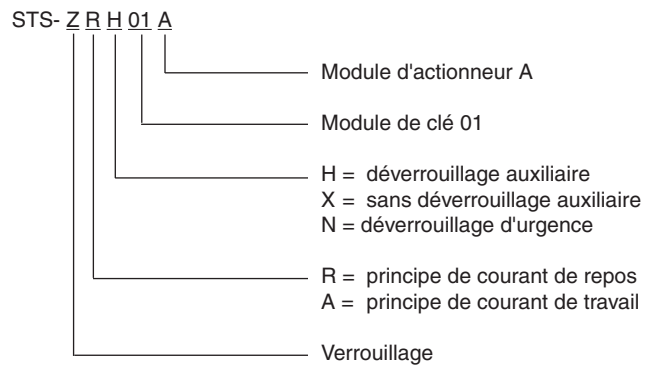 STS- Z R H 01 A
Module d'actionneur A
Module de clé 01
H = déverrouillage auxiliaire
X = sans déverrouillage auxiliaire
N = déverrouillage d'urgence
R = principe de courant de repos
A = principe de courant de travail
Verrouillage